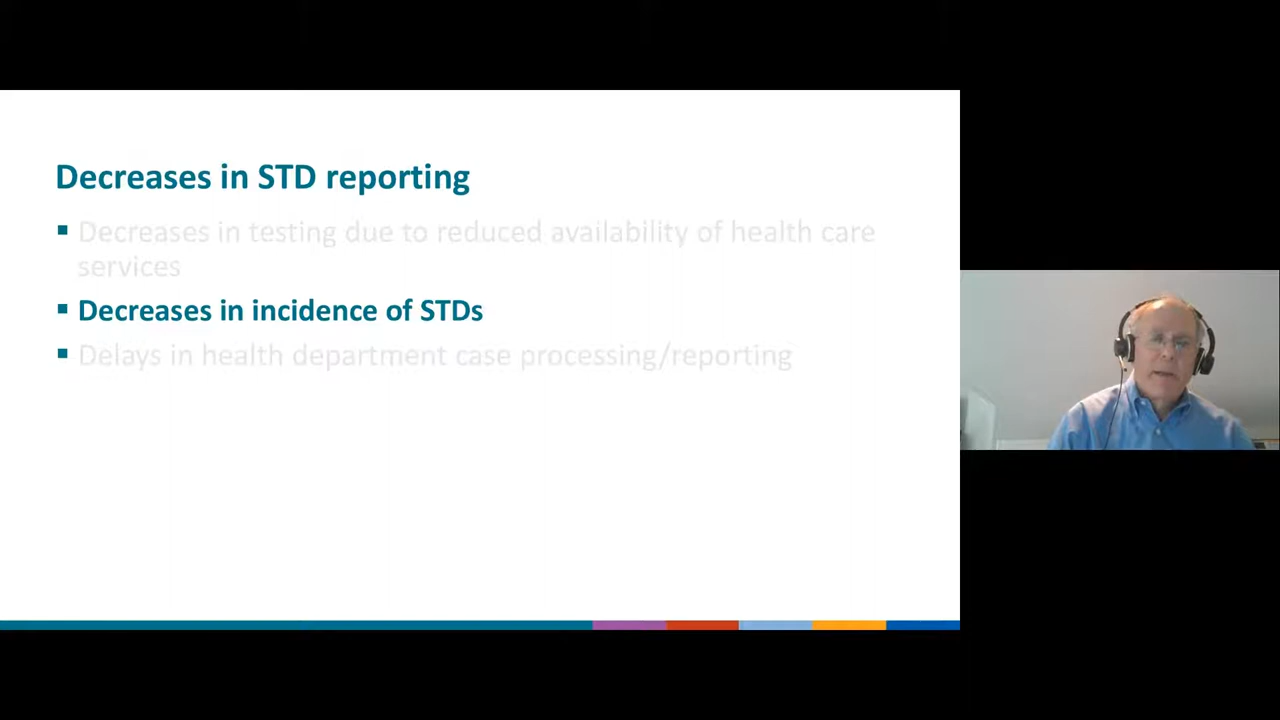 Decreases in STD reporting
▪ Decreases in testing due to reduced availability of health care
services
▪ Decreases in incidence of STDs
▪ Delays in health department case processing/reporting